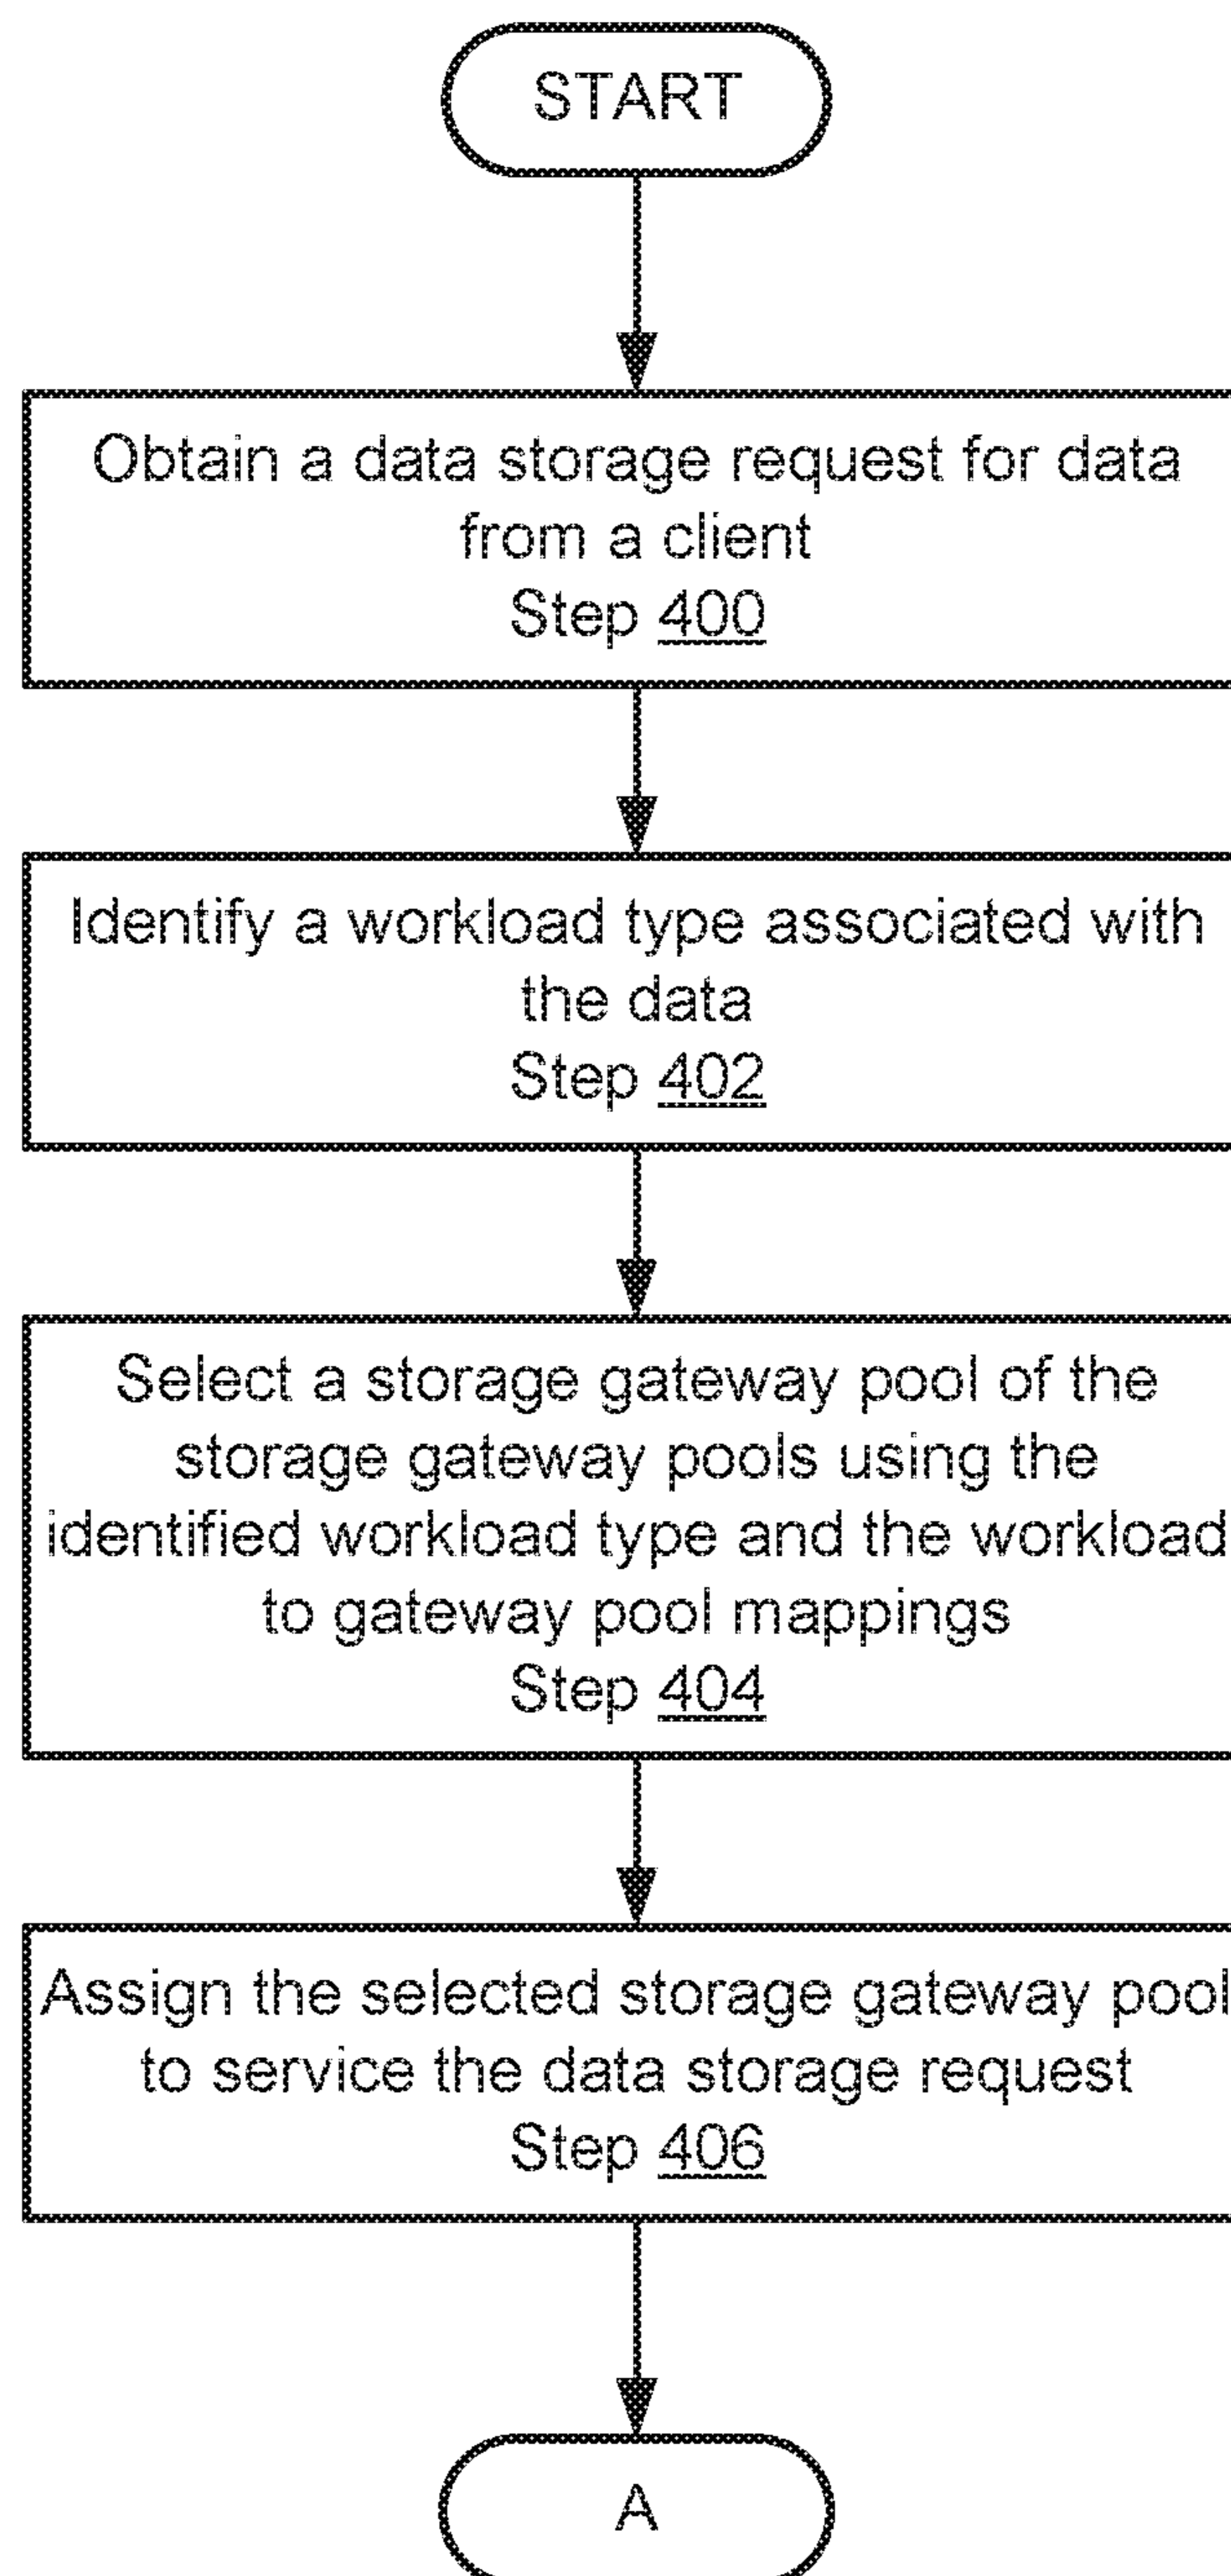 START
Obtain a data storage request for data
from a client
Step 400
Identify a workload type associated with
the data
Step 402
Select a storage gateway pool of the
storage gateway pools using the
identified workload type and the workload
to gateway pool mappings
Step 404
Assign the selected storage gateway pool
to service the data storage request
Step 406
A